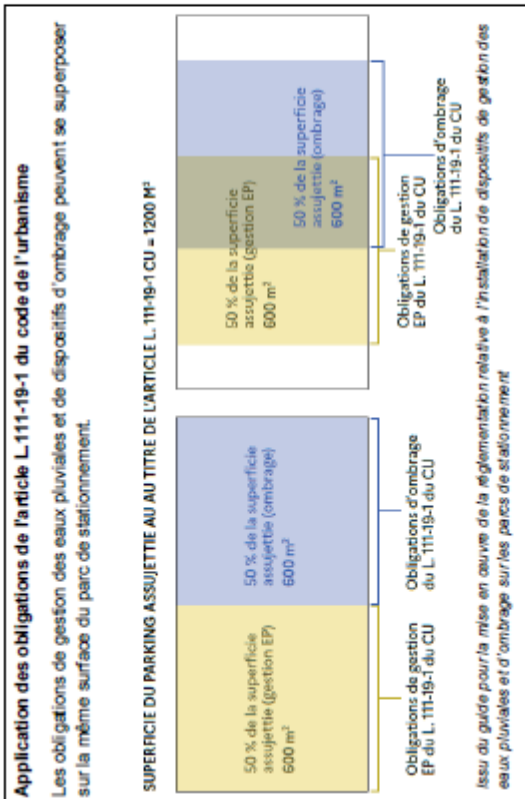 Application des obligations de l'article L.111-19-1 du code de l'urbanisme
Les obligations de gestion des eaux pluviales et de dispositifs d'ombrage peuvent se superposer
sur la même surface du parc de stationnement.
SUPERFICIE DU PARKING ASSUJETTIE AU AU TITRE DE L'ARTICLE L. 111-19-1 CU = 1200 M²
50 % de la superficie
assujettie (gestion EP)
600 m²
50 % de la superficie
assujettie (ombrage)
600 m²
Obligations de gestion
EP du L. 111-19-1 du CU
Obligations d'ombrage
du L. 111-19-1 du CU
50 % de la superficie
assujettie (gestion EP)
600 m²
50 % de la superficie
assujettie (ombrage)
600 m²
Obligations de gestion
EP du L. 111-19-1 du CU
Obligations d'ombrage
du L. 111-19-1 du CU
Issu du guide pour la mise en œuvre de la réglementation relative à l'installation de dispositifs de gestion des
eaux pluviales et d'ombrage sur les parcs de stationnement